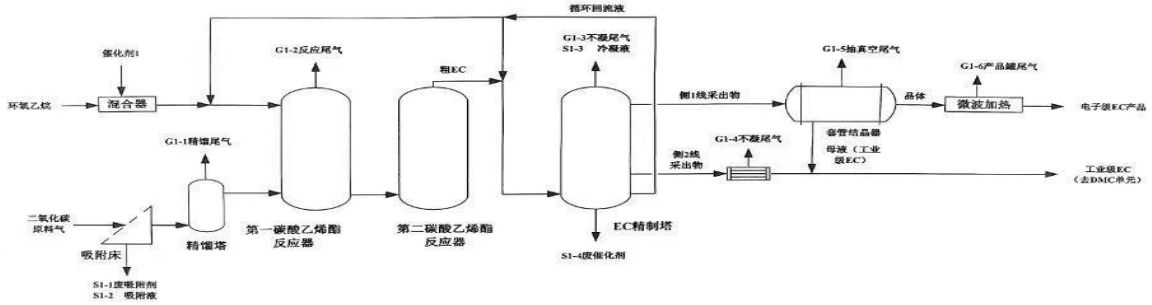 循环回流液
催化剂1
G1-2反应尾气
G1-3不凝尾气
S1-3 冷凝液
G1-5抽真空尾气
粗EC
G1-6产品罐尾气
环氧乙烷
混合器
侧1线采出物
晶体
微波加热
电子级EC产品
G1-1精馏尾气
套管结晶器
G1-4不凝尾气
母液（工业
级EC）
侧2线
采出物
工业级EC
（去DMC单元）
二氧化碳
原料气
精馏塔
第一碳酸乙烯酯
反应器
第二碳酸乙烯酯
反应器
EC精制塔
吸附床
S1-4废催化剂
S1-1废吸附剂
S1-2 吸附液